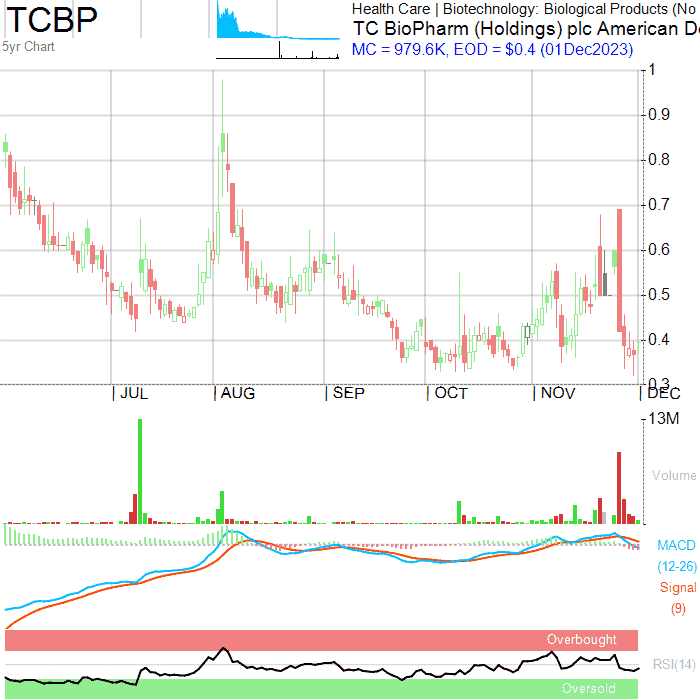 TCBP
5yr Chart
Health Care | Biotechnology: Biological Products (No
TC BioPharm (Holdings) plc American De
MC = 979.6K, EOD = $0.4 (01Dec2023)
1
0.9
0.8
0.7
0.6
0.5
0.4
0.3
JUL
AUG
SEP
OCT
NOV
DEC
13M
Volume
MACD
(12-26)
Signal
(9)
Overbought
RSI(14)
Oversold